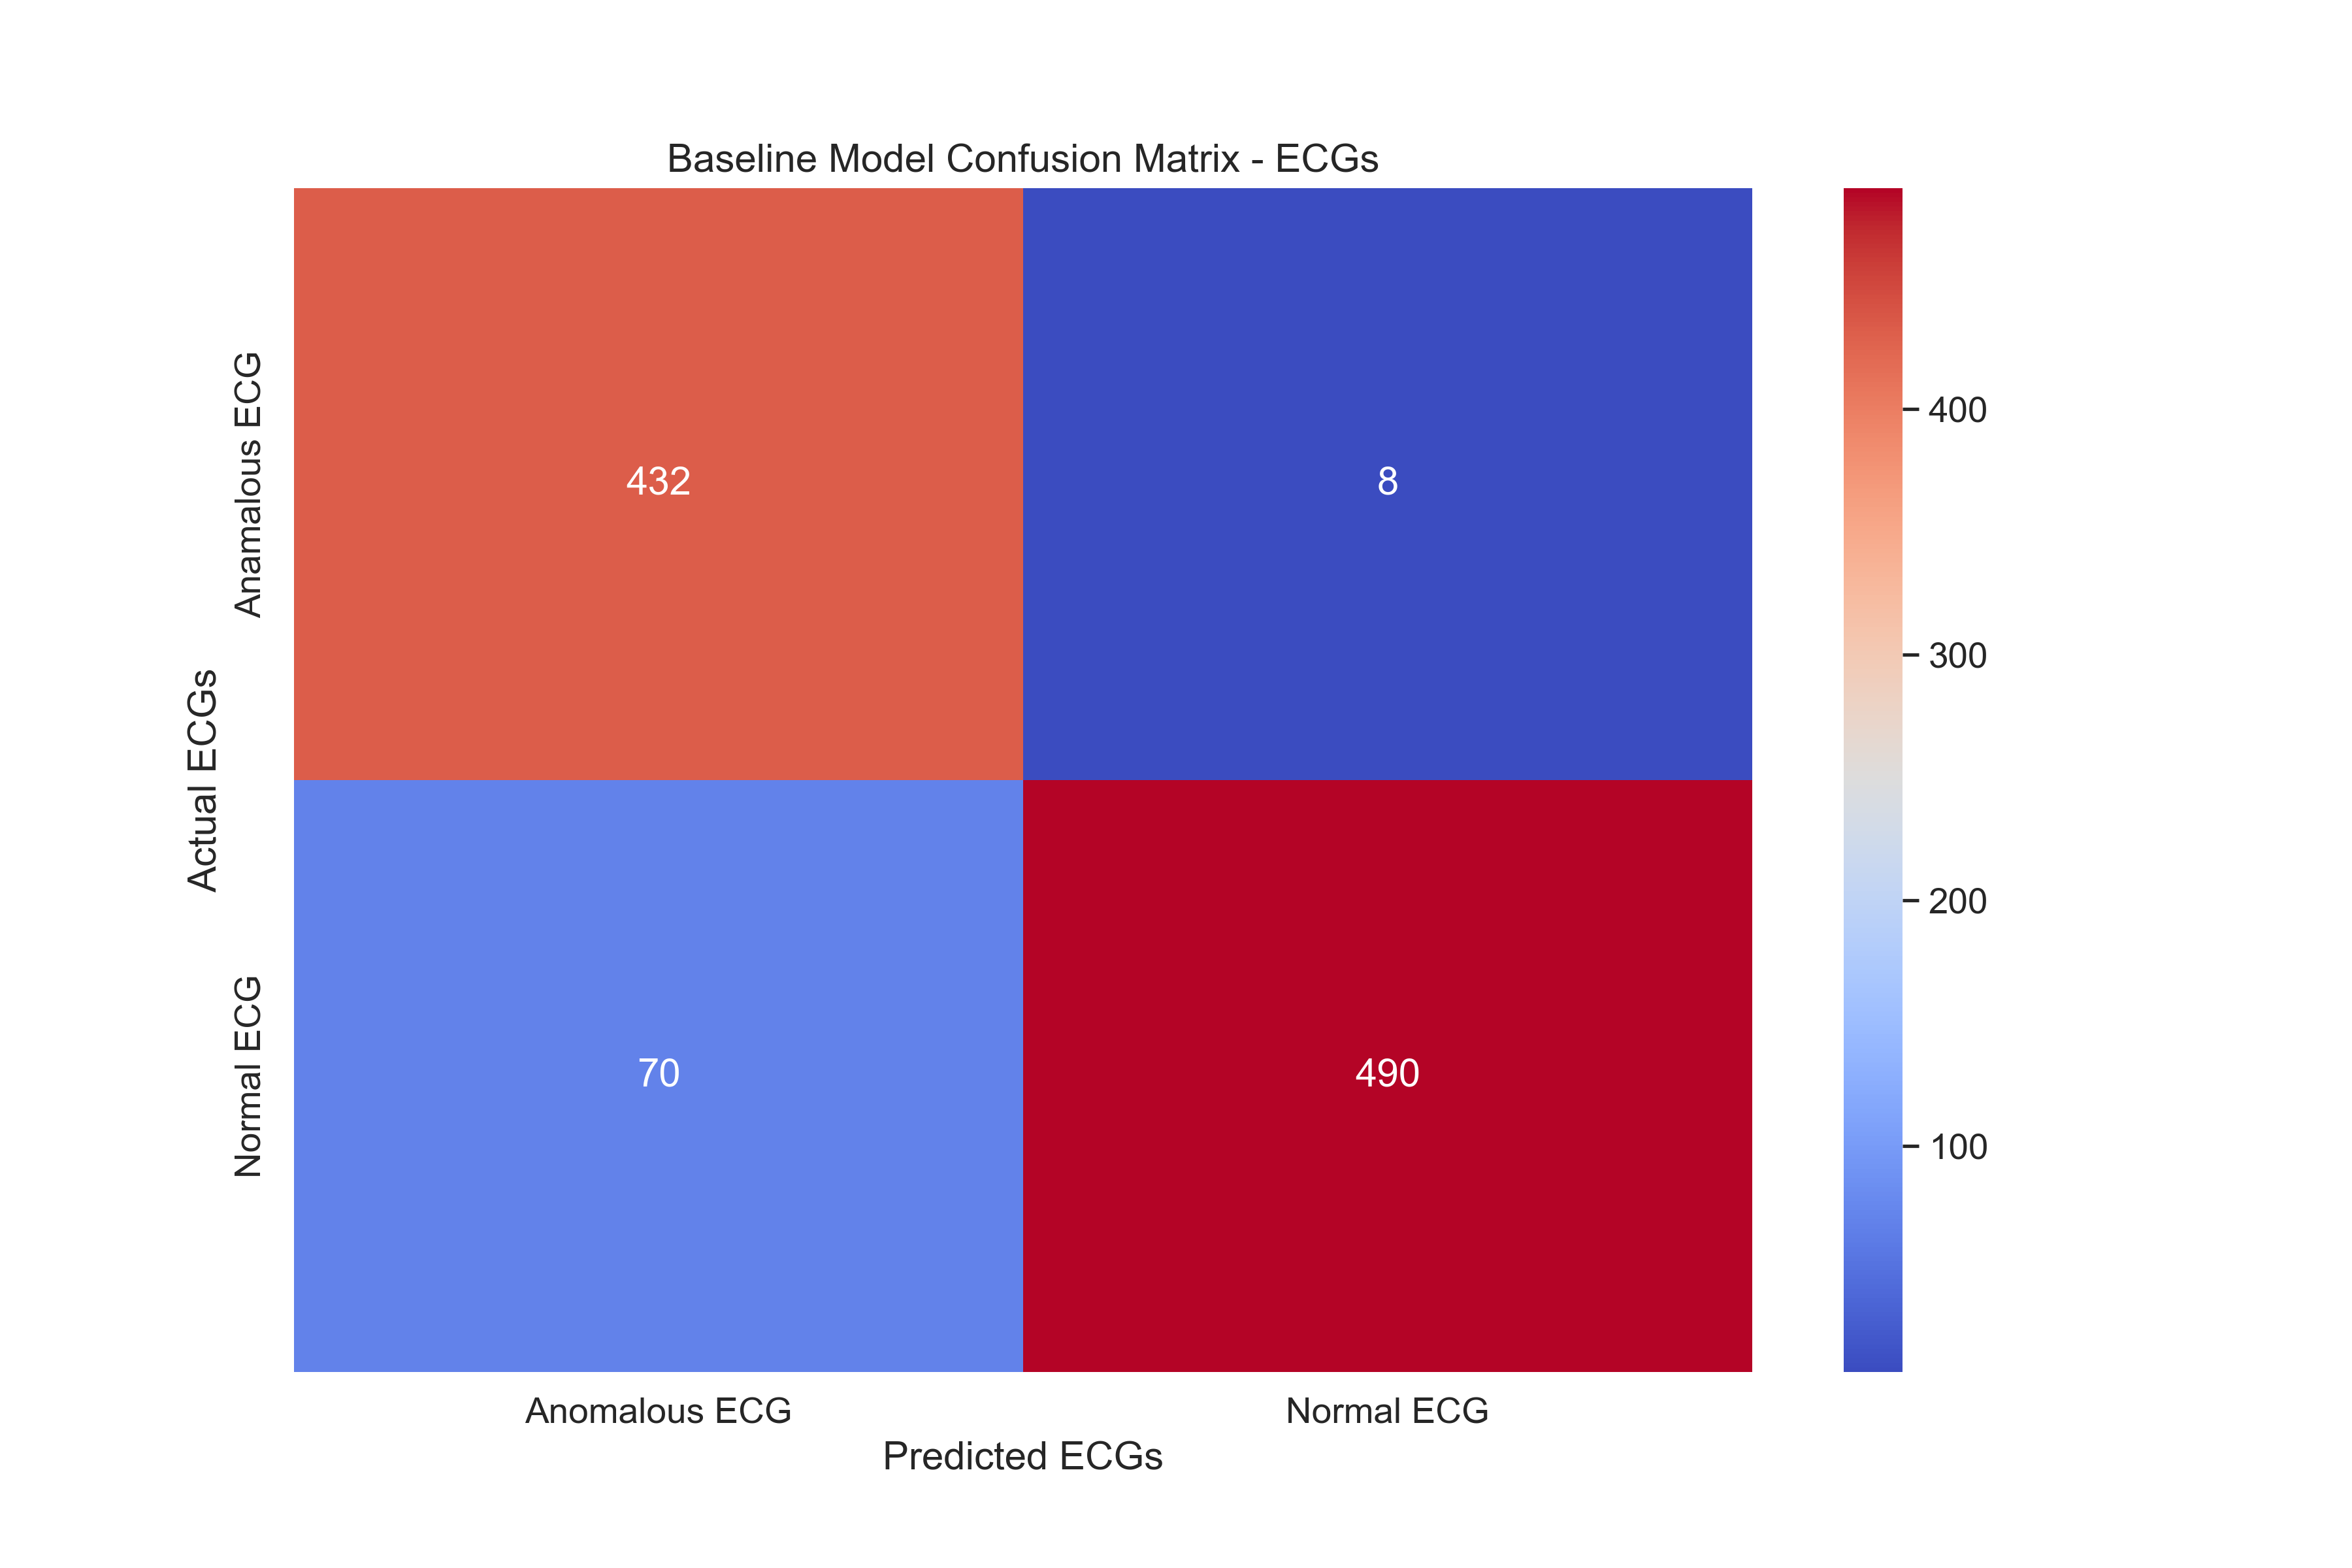 Baseline Model Confusion Matrix - ECGs
Actual ECGs
Anamalous ECG
432
8
Normal ECG
70
490
Anomalous ECG
Normal ECG
Predicted ECGs
400
300
200
100